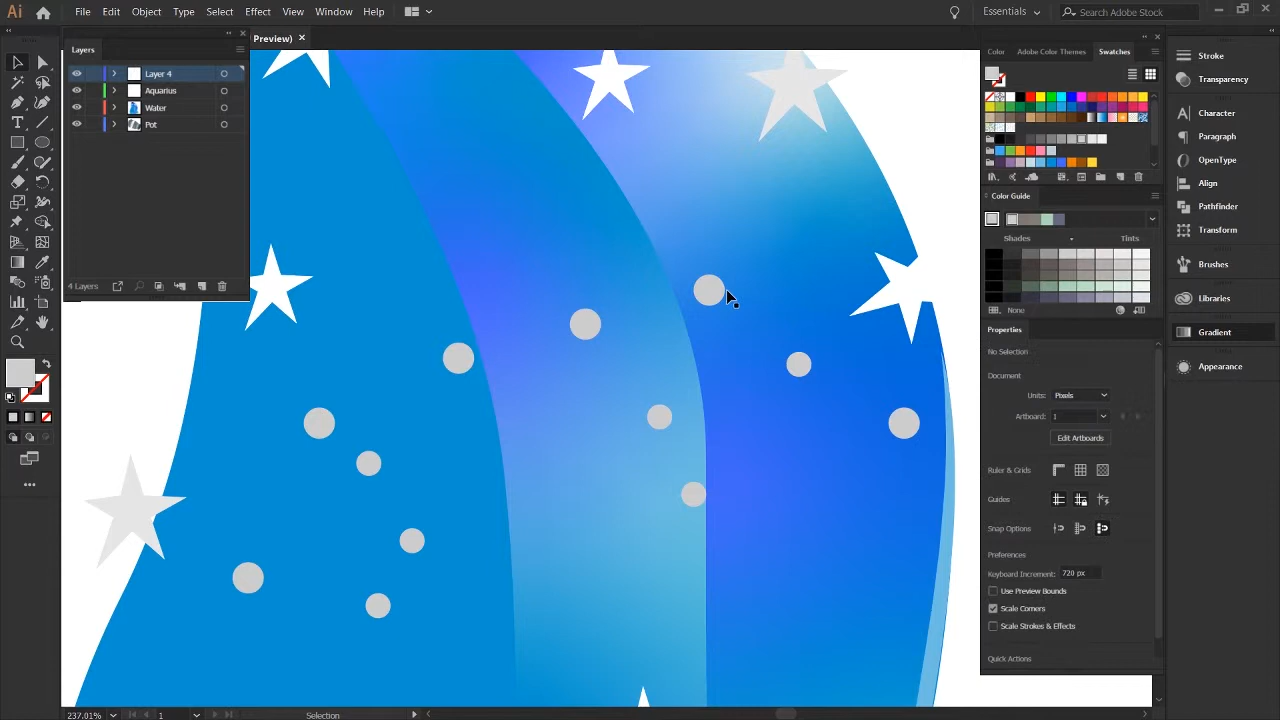 Ai File Edit Object Type Select Effect View Window Help Essentials Search Adobe Stock
Preview) ×
Layers
Layer 4
Aquarius
Water
Pot
4 Layers
Color Adobe Color Themes Swatches
Color Guide
Shades Tints
None
Properties
No Selection
Document
Units: Pixels
Artboard: 1
Edit Artboards
Ruler & Grids
Guides
Snap Options
Preferences
Keyboard Increment: 720 px
Use Preview Bounds
Scale Corners
Scale Strokes & Effects
Quick Actions
Stroke
Transparency
Character
Paragraph
OpenType
Align
Pathfinder
Transform
Brushes
Libraries
Gradient
Appearance
237.01% 1 Selection